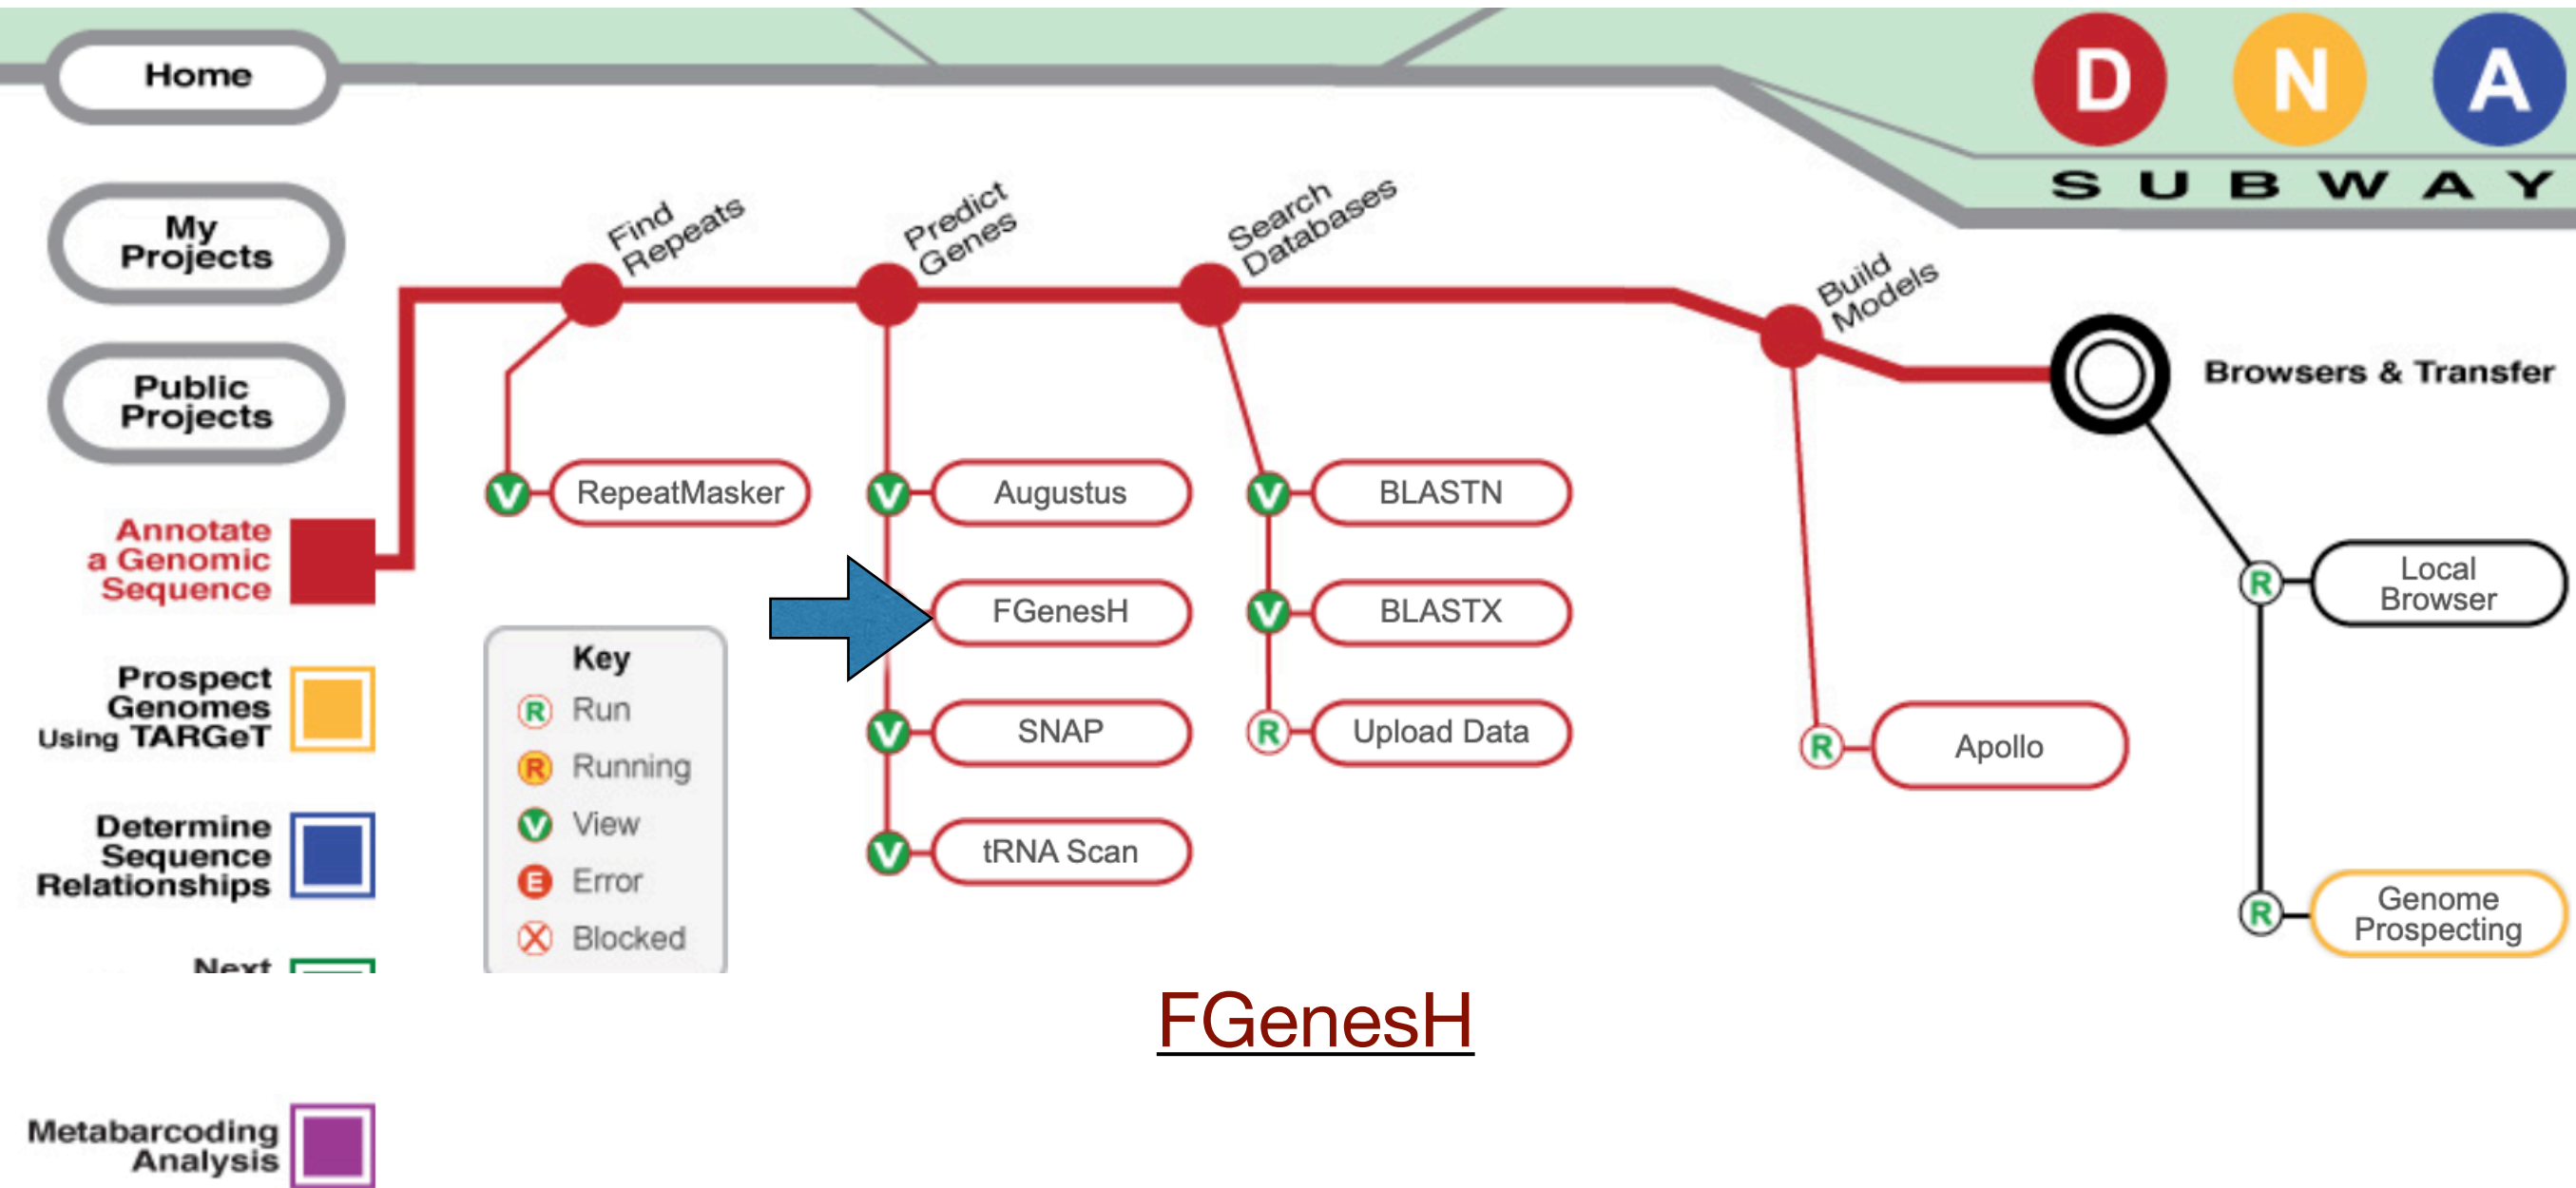 Home
D N A
SUBWAY
My
Projects
Public
Projects
Find
Repeats
Predict
Genes
Search
Databases
Build
Models
Browsers & Transfer
V RepeatMasker
V Augustus
V BLASTN
Annotate
a Genomic
Sequence
FGenesH
V BLASTX
R Local
Browser
Key
R Run
R Running
V View
E Error
X Blocked
V SNAP
R Upload Data
R Apollo
V tRNA Scan
R Genome
Prospecting
Prospect
Genomes
Using TARGeT
Determine
Sequence
Relationships
Next
FGenesH
Metabarcoding
Analysis